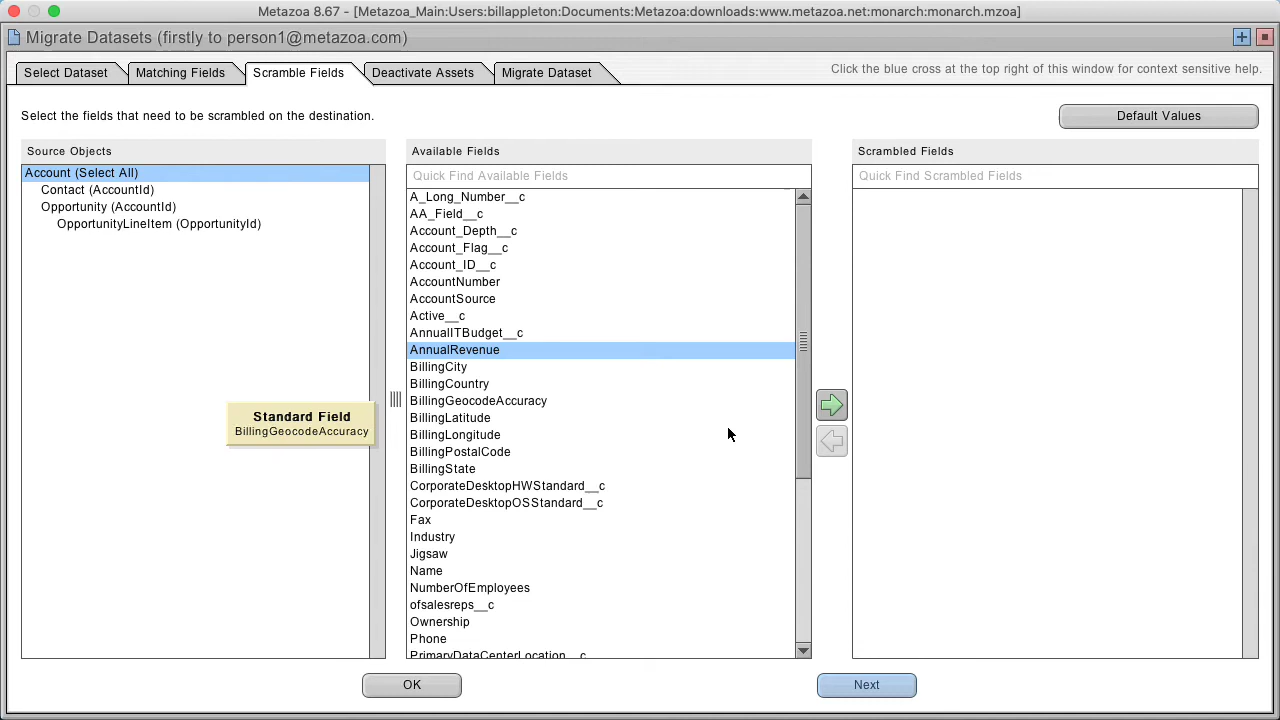 Metazoa 8.67 - [Metazoa_Main:Users:billappleton:Documents:Metazoa:downloads:www.metazoa.net:monarch:monarch.mzoa]
Migrate Datasets (firstly to person1@metazoa.com)
Select Dataset
Matching Fields
Scramble Fields
Deactivate Assets
Migrate Dataset
Click the blue cross at the top right of this window for context sensitive help.
Select the fields that need to be scrambled on the destination.
Default Values
Source Objects
Account (Select All)
Contact (AccountId)
Opportunity (AccountId)
OpportunityLineItem (OpportunityId)
Standard Field
BillingGeocodeAccuracy
Available Fields
Quick Find Available Fields
A_Long_Number__c
AA_Field__c
Account_Depth__c
Account_Flag__c
Account_ID__c
AccountNumber
AccountSource
Active__c
AnnualITBudget__c
AnnualRevenue
BillingCity
BillingCountry
BillingGeocodeAccuracy
BillingLatitude
BillingLongitude
BillingPostalCode
BillingState
CorporateDesktopHWStandard__c
CorporateDesktopOSStandard__c
Fax
Industry
Jigsaw
Name
NumberOfEmployees
ofsalesreps__c
Ownership
Phone
PrimaryDataCenterLocation__c
Scrambled Fields
Quick Find Scrambled Fields
OK
Next